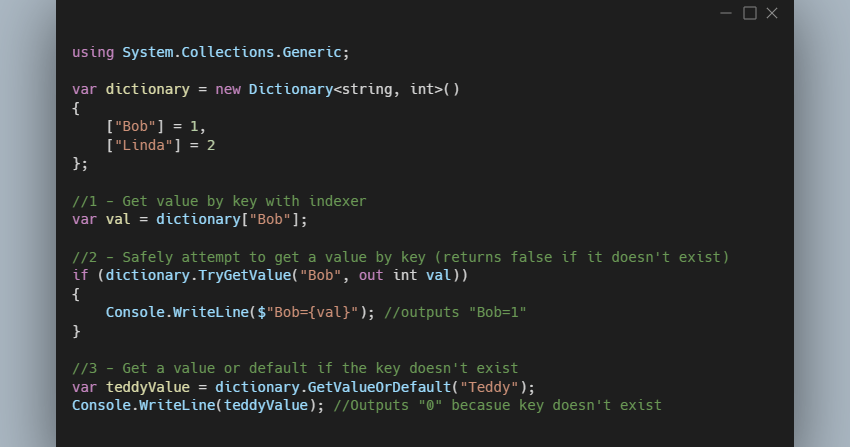 using System.Collections.Generic;
var dictionary = new Dictionary<string, int>()
{
    ["Bob"] = 1,
    ["Linda"] = 2
};
//1 - Get value by key with indexer
var val = dictionary["Bob"];
//2 - Safely attempt to get a value by key (returns false if it doesn't exist)
if (dictionary.TryGetValue("Bob", out int val))
{
    Console.WriteLine($"Bob={val}"); //outputs "Bob=1"
}
//3 - Get a value or default if the key doesn't exist
var teddyValue = dictionary.GetValueOrDefault("Teddy");
Console.WriteLine(teddyValue); //Outputs "0" becasue key doesn't exist